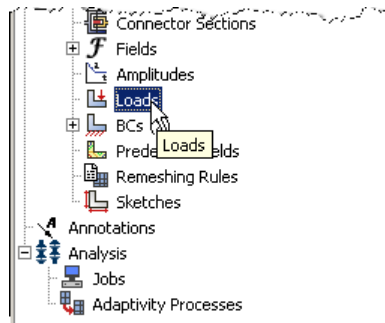 Connector Sections
Fields
Amplitudes
Loads
BCs
Loads
Remeshing Rules
Sketches
Annotations
Analysis
Jobs
Adaptivity Processes